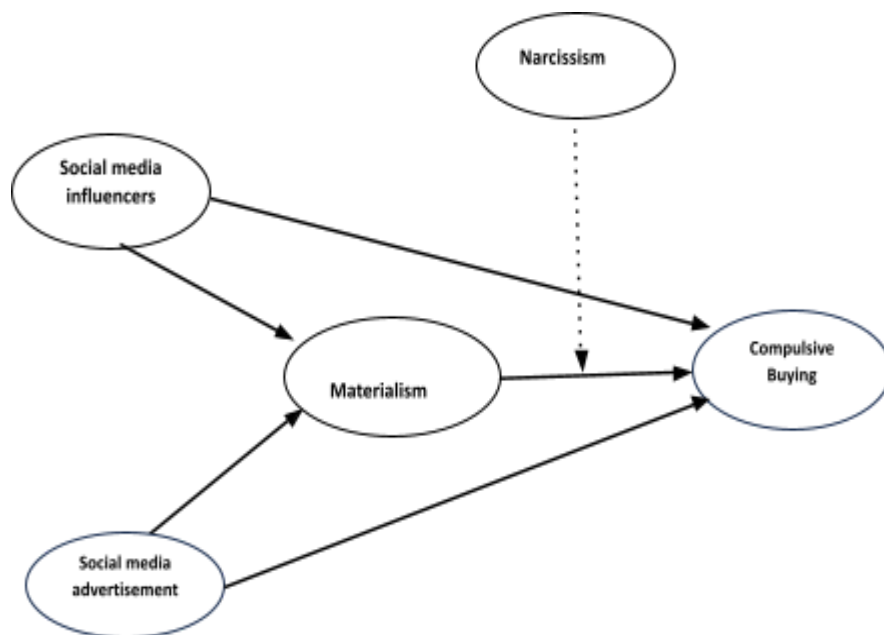 Narcissism
Social media
influencers
Compulsive
Buying
Materialism
Social media
advertisement